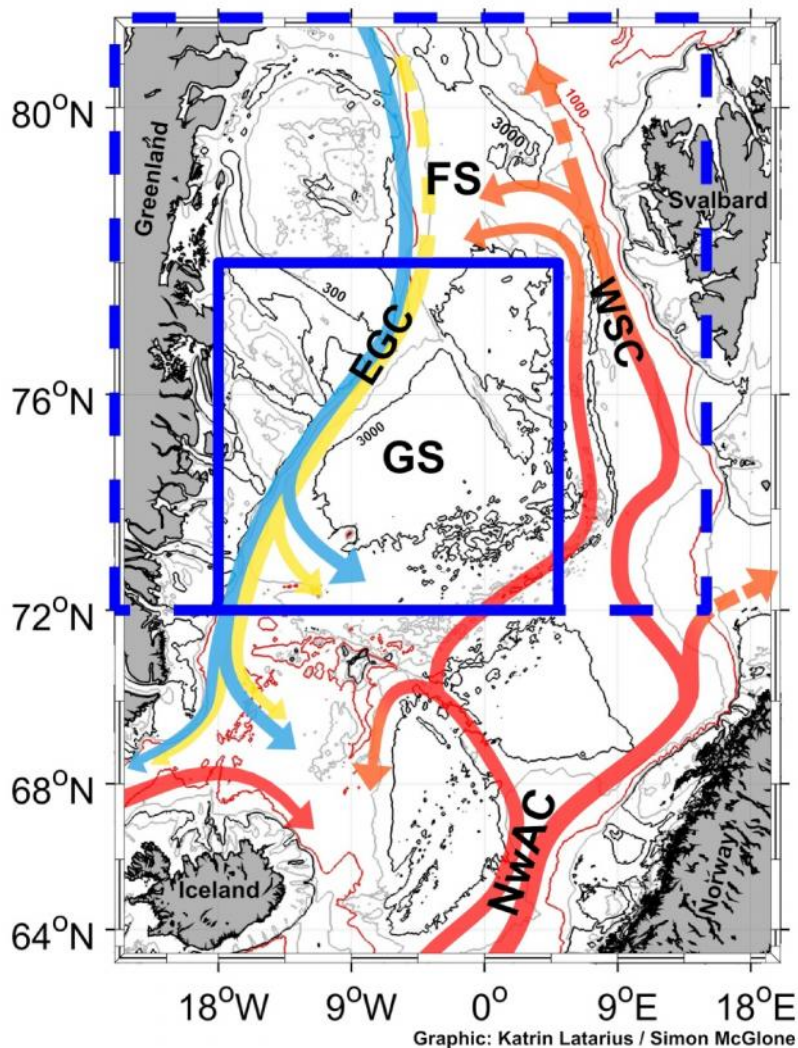 80°N
76°N
72°N
68°N
64°N
18°W
9°W
0°
9°E
18°E
Greenland
Svalbard
Iceland
Norway
FS
WSC
EGC
GS
NwAC
1000
3000
300
3000
Graphic: Katrin Latarius / Simon McGlone